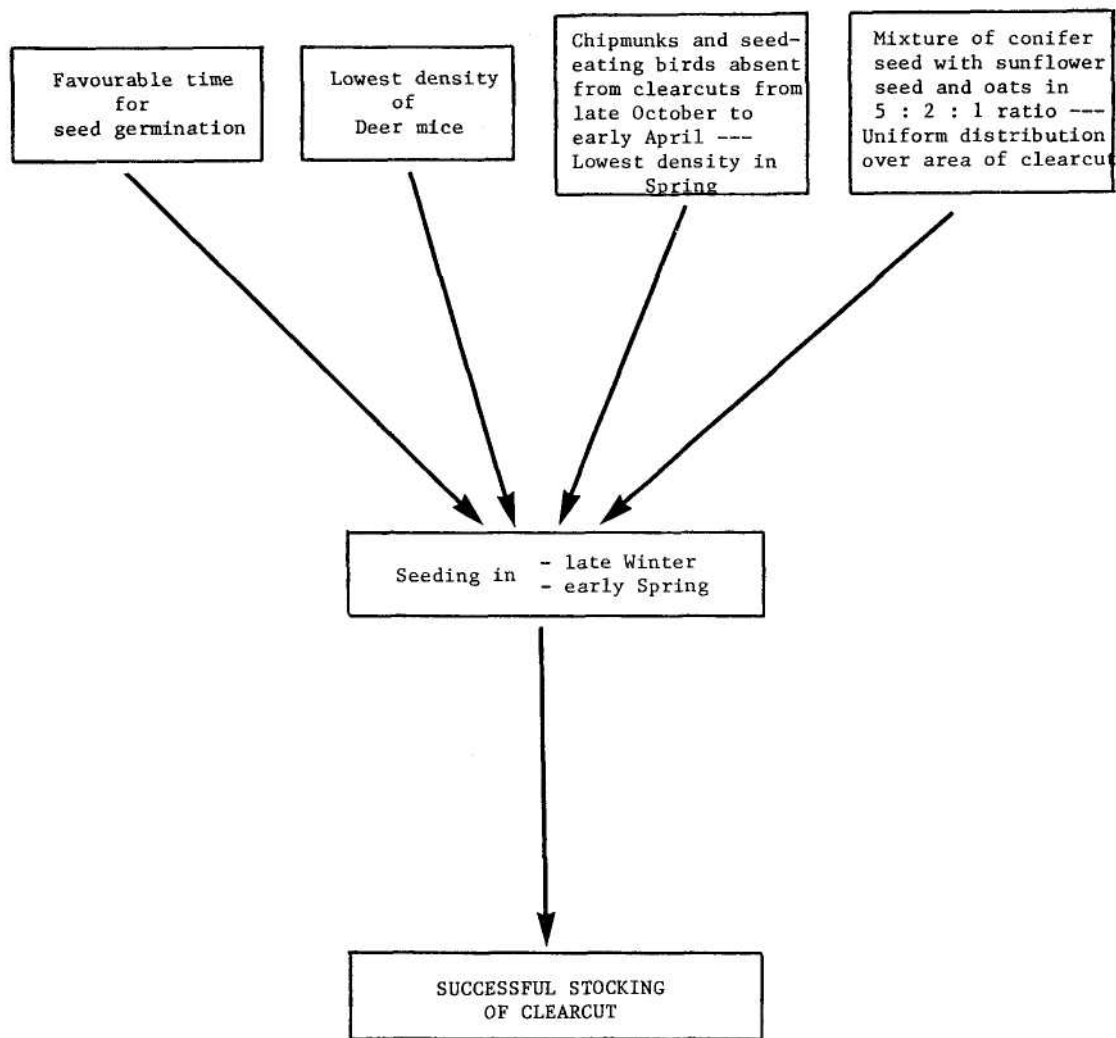 Favourable time
for
seed germination
Lowest density
of
Deer mice
Chipmunks and seed-
eating birds absent
from clearcuts from
late October to
early April ---
Lowest density in
Spring
Mixture of conifer
seed with sunflower
seed and oats in
5 : 2 : 1 ratio ---
Uniform distribution
over area of clearcut
Seeding in - late Winter
- early Spring
SUCCESSFUL STOCKING
OF CLEARCUT